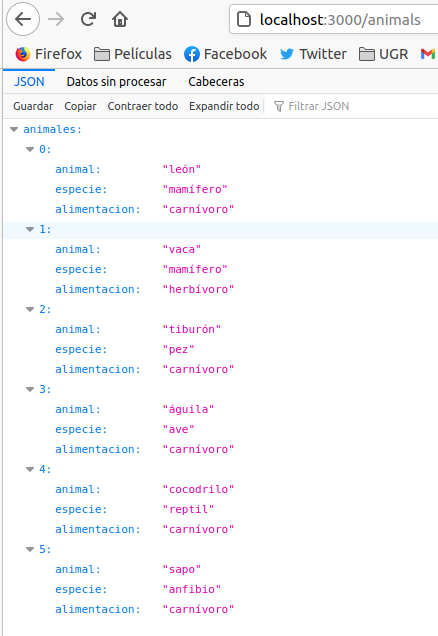 localhost:3000/animals
Firefox Películas Facebook Twitter UGR
JSON Datos sin procesar Cabeceras
Guardar Copiar Contraer todo Expandir todo Filtrar JSON
animales:
0:
animal: "león"
especie: "mamífero"
alimentacion: "carnívoro"
1:
animal: "vaca"
especie: "mamífero"
alimentacion: "herbívoro"
2:
animal: "tiburón"
especie: "pez"
alimentacion: "carnívoro"
3:
animal: "águila"
especie: "ave"
alimentacion: "carnívoro"
4:
animal: "cocodrilo"
especie: "reptil"
alimentacion: "carnívoro"
5:
animal: "sapo"
especie: "anfibio"
alimentacion: "carnívoro"